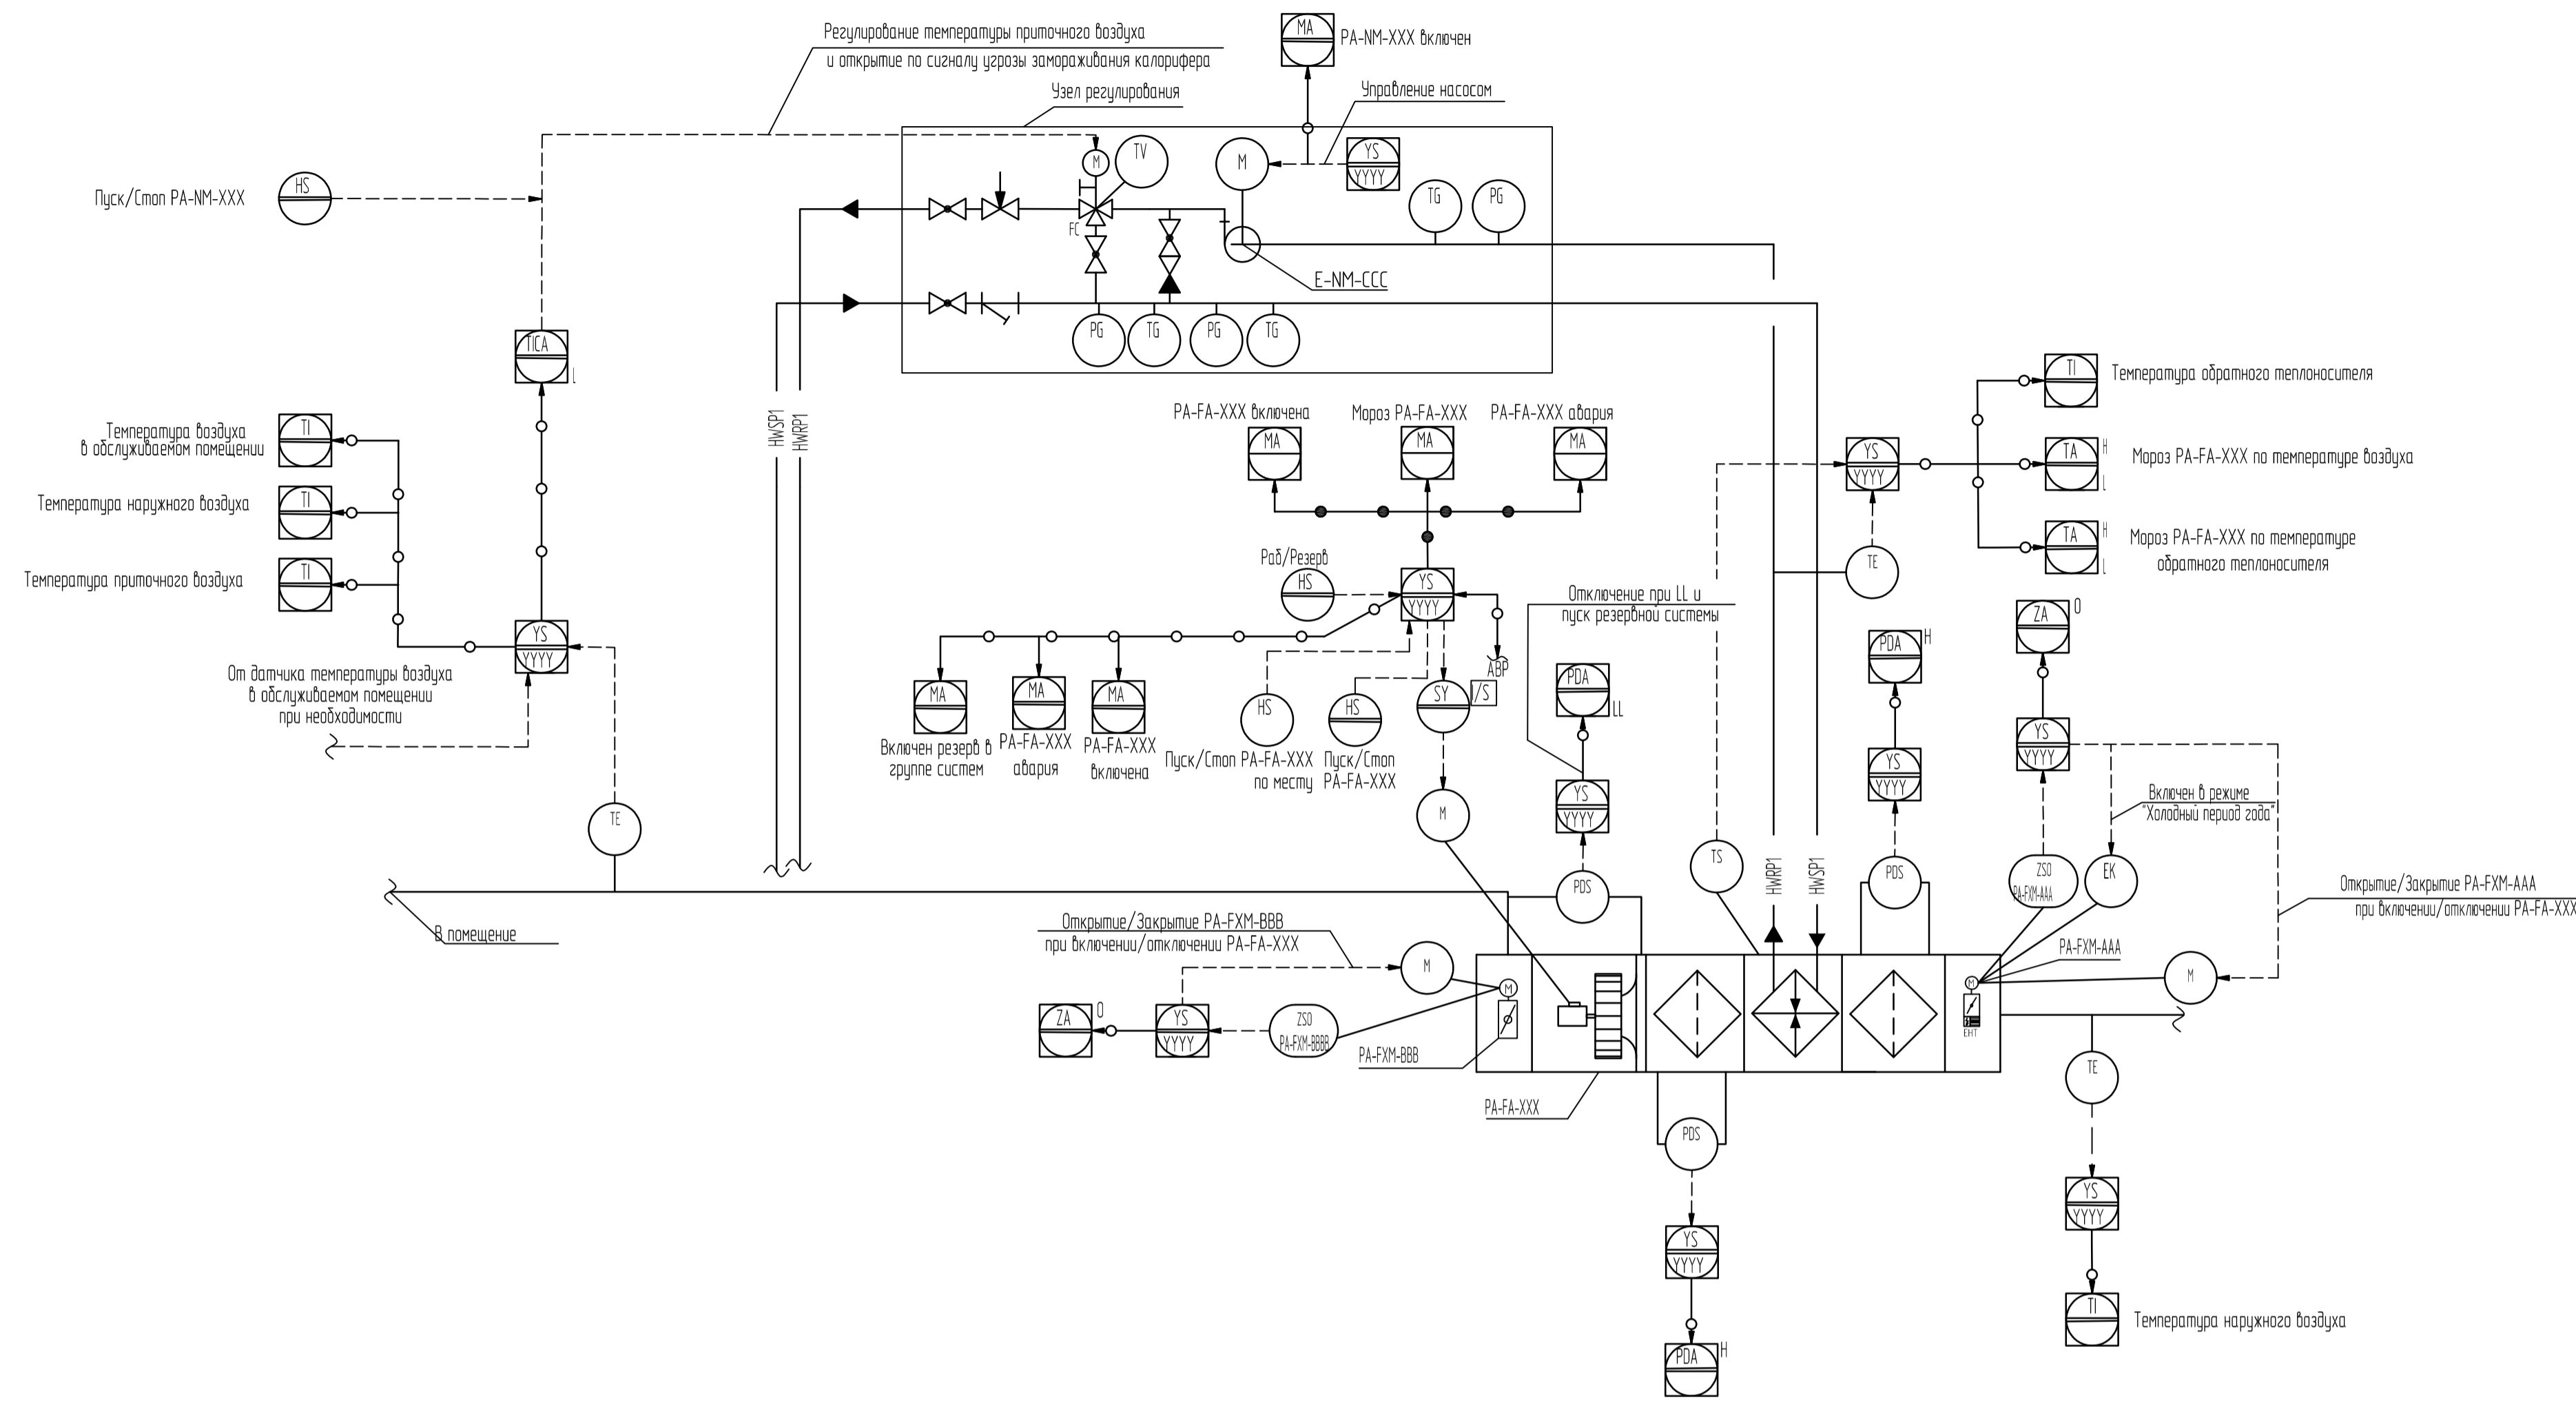 Регулирование температуры приточного воздуха
и открытие по сигналу угрозы замораживания калорифера
Узел регулирования
MA
PA-NM-XXX включен
Управление насосом
YS
YYYY
M
TV
M
TG
PG
FC
E-NM-CCC
PG
TG
PG
TG
Пуск/Стоп PA-NM-XXX
HS
TICA
L
Температура воздуха
в обслуживаемом помещении
TI
Температура наружного воздуха
TI
Температура приточного воздуха
TI
YS
YYYY
От датчика температуры воздуха
в обслуживаемом помещении
при необходимости
TE
В помещение
HWSP1
HWRP1
PA-FA-XXX включена
Мороз PA-FA-XXX
PA-FA-XXX авария
MA
MA
MA
Раб/Резерв
HS
YS
YYYY
АВР
MA
MA
MA
Включен резерв в
группе систем
PA-FA-XXX
авария
PA-FA-XXX
включена
HS
Пуск/Стоп PA-FA-XXX
по месту
HS
Пуск/Стоп
PA-FA-XXX
SY
I/S
M
Отключение при LL и
пуск резервной системы
PDA
LL
YS
YYYY
PDS
TS
HWRP1
HWSP1
YS
YYYY
TE
TI
Температура обратного теплоносителя
TA
H
L
Мороз PA-FA-XXX по температуре воздуха
TA
H
L
Мороз PA-FA-XXX по температуре
обратного теплоносителя
PDA
H
YS
YYYY
PDS
ZA
O
YS
YYYY
Включен в режиме
"Холодный период года"
ZSO
PA-FXM-AAA
EK
Открытие/Закрытие PA-FXM-AAA
при включении/отключении PA-FA-XXX
PA-FXM-AAA
M
M
EHT
Открытие/Закрытие PA-FXM-BBB
при включении/отключении PA-FA-XXX
M
M
ZA
O
YS
YYYY
ZSO
PA-FXM-BBBB
PA-FXM-BBB
PA-FA-XXX
PDS
YS
YYYY
PDA
H
TE
YS
YYYY
TI
Температура наружного воздуха